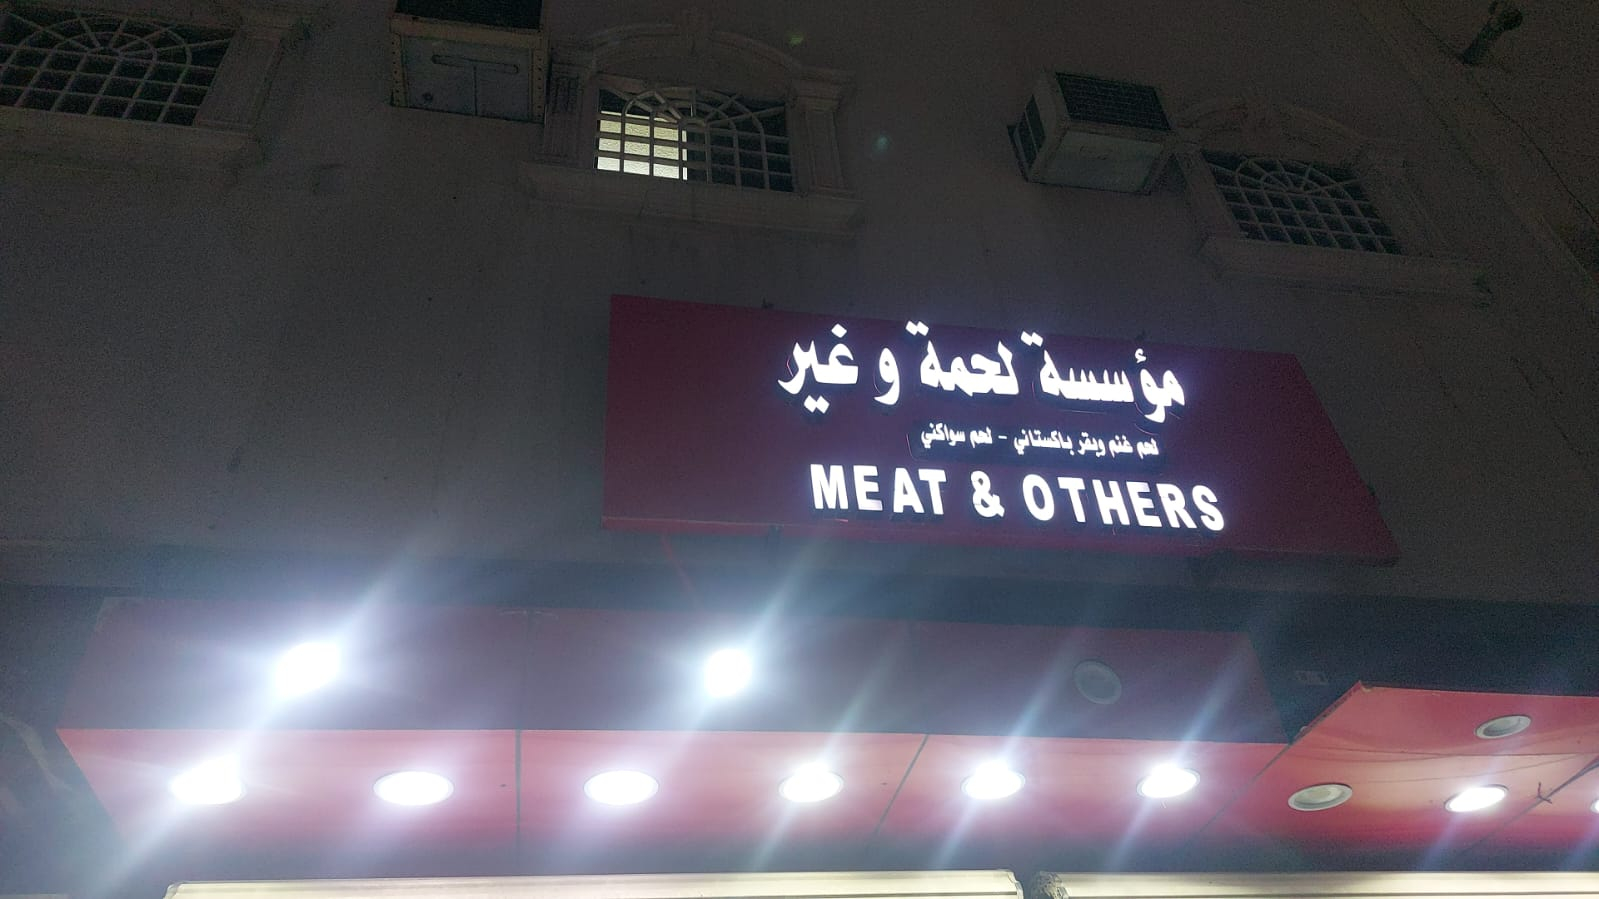 مؤسسة لحمة و غير
لحم غنم وبقر باكستاني - لحم سواكني
MEAT & OTHERS